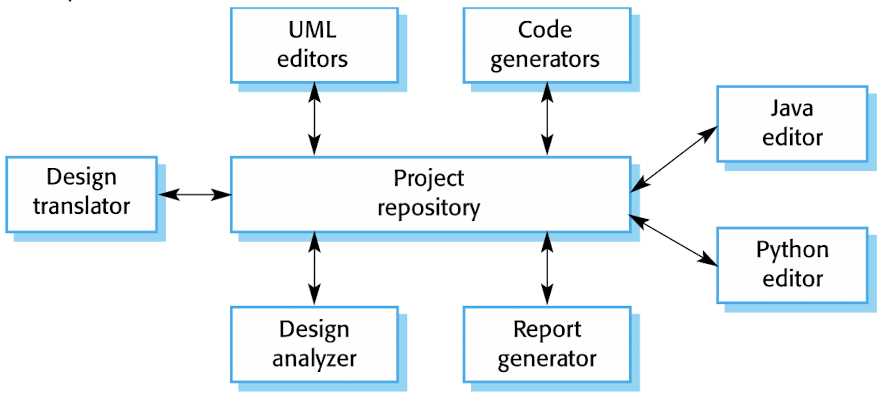 UML
editors
Code
generators
Java
editor
Design
translator
Project
repository
Python
editor
Design
analyzer
Report
generator